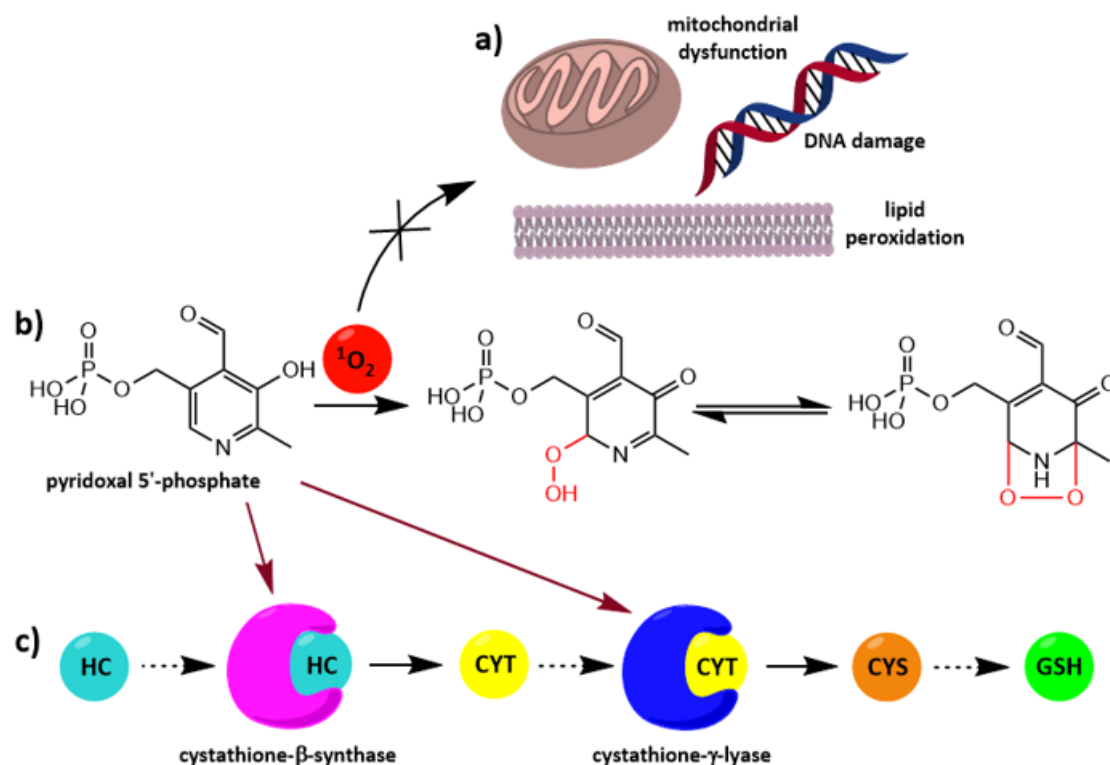 a)
mitochondrial
dysfunction
DNA damage
lipid
peroxidation
b)
O
HO
P
O
HO
O
OH
N
pyridoxal 5'-phosphate
¹O₂
O
HO
P
O
HO
O
O
N
O
OH
O
HO
P
O
HO
O
O
N
H
O
O
c)
HC
HC
CYT
CYT
CYS
GSH
cystathione-β-synthase
cystathione-γ-lyase